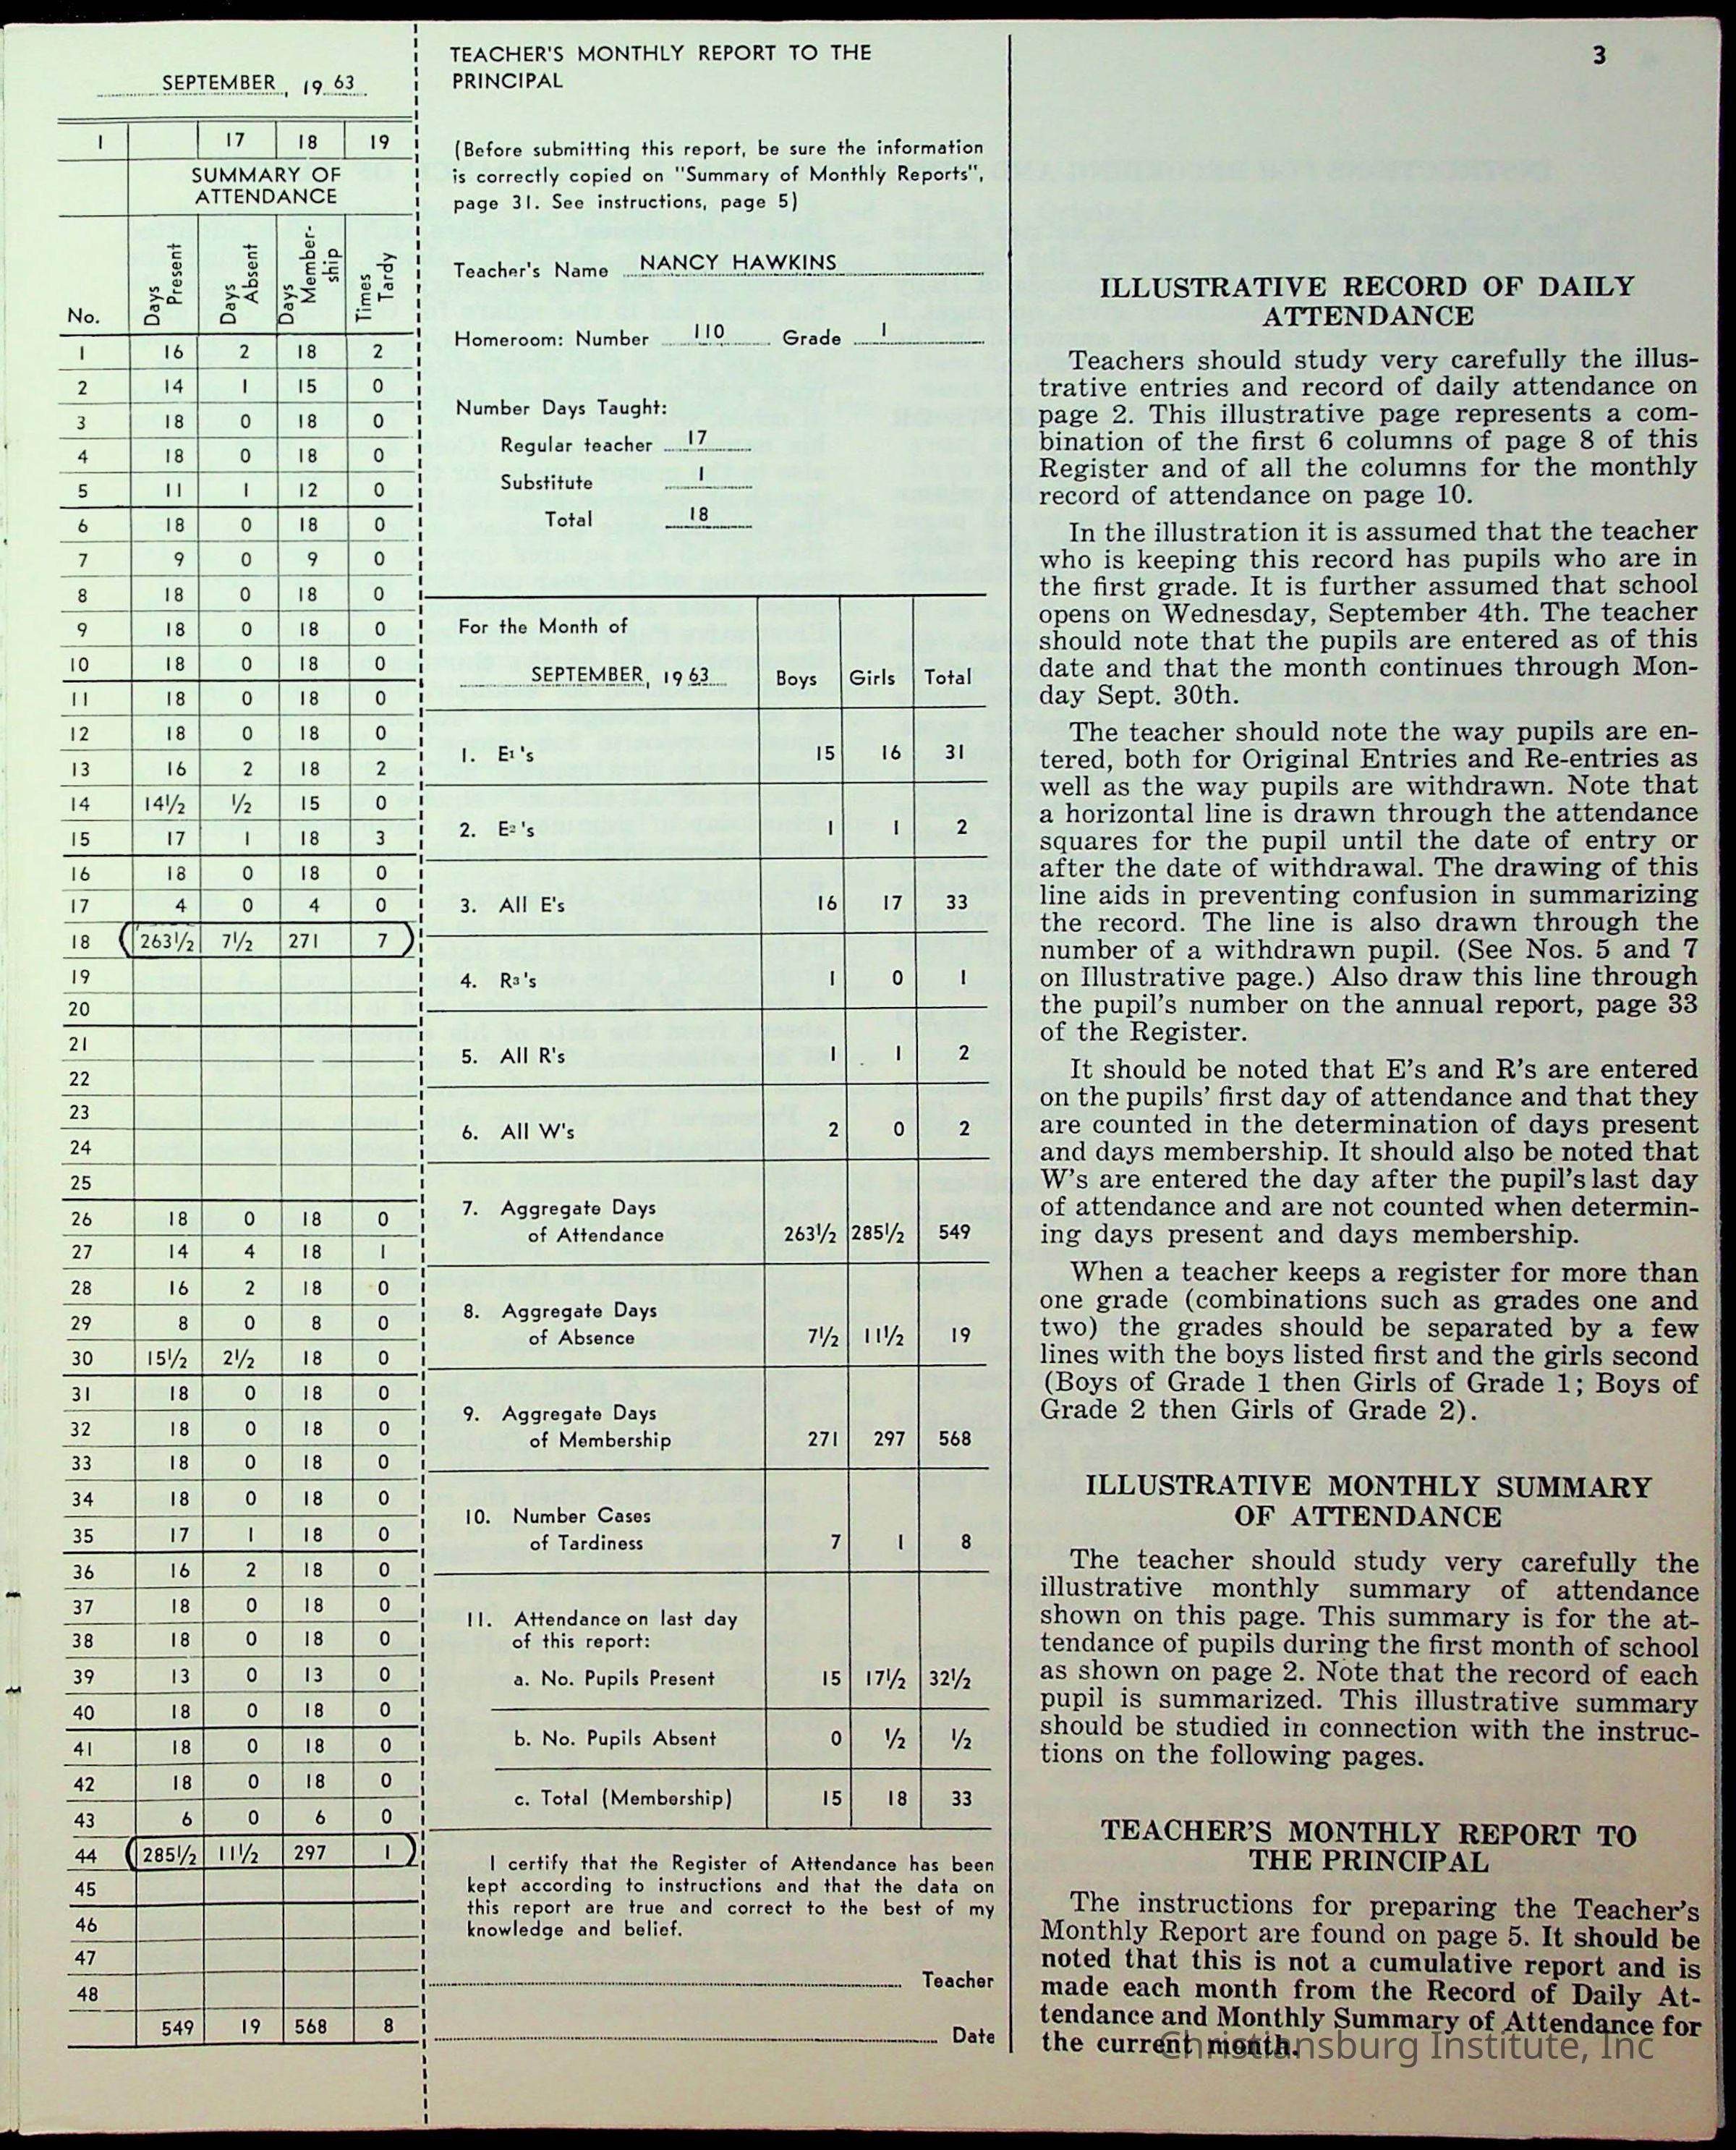 SEPTEMBER, 19 63
1 17 18 19
SUMMARY OF
ATTENDANCE
No. Days Present Days Absent Days Member-ship Times Tardy
1 16 2 18 2
2 14 1 15 0
3 18 0 18 0
4 18 0 18 0
5 11 1 12 0
6 18 0 18 0
7 9 0 9 0
8 18 0 18 0
9 18 0 18 0
10 18 0 18 0
11 18 0 18 0
12 18 0 18 0
13 16 2 18 2
14 14½ ½ 15 0
15 17 1 18 3
16 18 0 18 0
17 4 0 4 0
18 263½ 7½ 271 7
19
20
21
22
23
24
25
26 18 0 18 0
27 14 4 18 1
28 16 2 18 0
29 8 0 8 0
30 15½ 2½ 18 0
31 18 0 18 0
32 18 0 18 0
33 18 0 18 0
34 18 0 18 0
35 17 1 18 0
36 16 2 18 0
37 18 0 18 0
38 18 0 18 0
39 13 0 13 0
40 18 0 18 0
41 18 0 18 0
42 18 0 18 0
43 6 0 6 0
44 285½ 11½ 297 1
45
46
47
48
549 19 568 8
TEACHER'S MONTHLY REPORT TO THE
PRINCIPAL
(Before submitting this report, be sure the information
is correctly copied on "Summary of Monthly Reports",
page 31. See instructions, page 5)
Teacher's Name NANCY HAWKINS
Homeroom: Number 110 Grade 1
Number Days Taught:
Regular teacher 17
Substitute 1
Total 18
For the Month of
SEPTEMBER, 19 63 Boys Girls Total
1. E¹'s 15 16 31
2. E²'s 1 1 2
3. All E's 16 17 33
4. R³'s 1 0 1
5. All R's 1 1 2
6. All W's 2 0 2
7. Aggregate Days
of Attendance 263½ 285½ 549
8. Aggregate Days
of Absence 7½ 11½ 19
9. Aggregate Days
of Membership 271 297 568
10. Number Cases
of Tardiness 7 1 8
11. Attendance on last day
of this report:
a. No. Pupils Present 15 17½ 32½
b. No. Pupils Absent 0 ½ ½
c. Total (Membership) 15 18 33
I certify that the Register of Attendance has been
kept according to instructions and that the data on
this report are true and correct to the best of my
knowledge and belief.
Teacher
Date
3
ILLUSTRATIVE RECORD OF DAILY
ATTENDANCE
Teachers should study very carefully the illus-
trative entries and record of daily attendance on
page 2. This illustrative page represents a com-
bination of the first 6 columns of page 8 of this
Register and of all the columns for the monthly
record of attendance on page 10.
In the illustration it is assumed that the teacher
who is keeping this record has pupils who are in
the first grade. It is further assumed that school
opens on Wednesday, September 4th. The teacher
should note that the pupils are entered as of this
date and that the month continues through Mon-
day Sept. 30th.
The teacher should note the way pupils are en-
tered, both for Original Entries and Re-entries as
well as the way pupils are withdrawn. Note that
a horizontal line is drawn through the attendance
squares for the pupil until the date of entry or
after the date of withdrawal. The drawing of this
line aids in preventing confusion in summarizing
the record. The line is also drawn through the
number of a withdrawn pupil. (See Nos. 5 and 7
on Illustrative page.) Also draw this line through
the pupil's number on the annual report, page 33
of the Register.
It should be noted that E's and R's are entered
on the pupils' first day of attendance and that they
are counted in the determination of days present
and days membership. It should also be noted that
W's are entered the day after the pupil's last day
of attendance and are not counted when determin-
ing days present and days membership.
When a teacher keeps a register for more than
one grade (combinations such as grades one and
two) the grades should be separated by a few
lines with the boys listed first and the girls second
(Boys of Grade 1 then Girls of Grade 1; Boys of
Grade 2 then Girls of Grade 2).
ILLUSTRATIVE MONTHLY SUMMARY
OF ATTENDANCE
The teacher should study very carefully the
illustrative monthly summary of attendance
shown on this page. This summary is for the at-
tendance of pupils during the first month of school
as shown on page 2. Note that the record of each
pupil is summarized. This illustrative summary
should be studied in connection with the instruc-
tions on the following pages.
TEACHER'S MONTHLY REPORT TO
THE PRINCIPAL
The instructions for preparing the Teacher's
Monthly Report are found on page 5. It should be
noted that this is not a cumulative report and is
made each month from the Record of Daily At-
tendance and Monthly Summary of Attendance for
the current month.
Christiansburg Institute, Inc